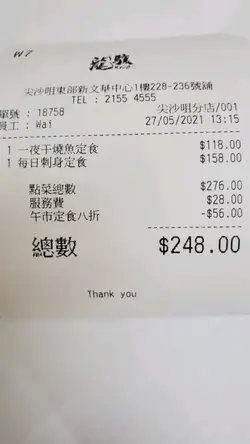 W7
尖沙咀東部新文華中心1樓228-236號舖
TEL : 2155 4555
單號 : 18758
尖沙咀分店/001
員工 : Wai
27/05/2021 13:15
1 一夜干燒魚定食 $118.00
1 每日刺身定食 $158.00
點菜總數 $276.00
服務費 $28.00
午市定食八折 -$56.00
總數 $248.00
Thank you